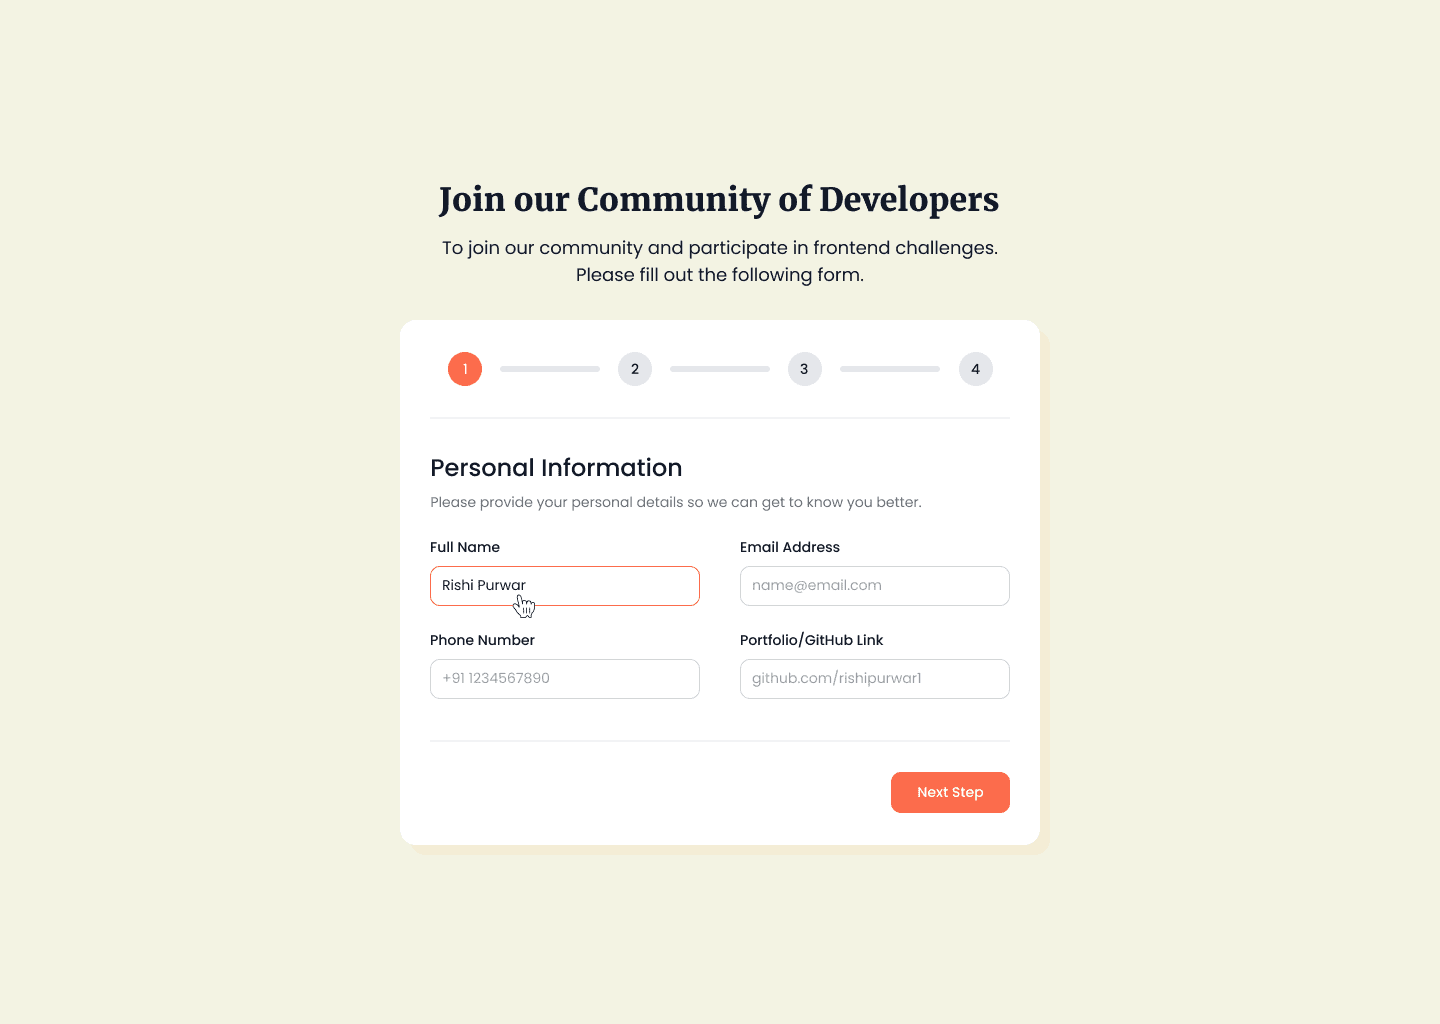 Join our Community of Developers
To join our community and participate in frontend challenges.
Please fill out the following form.
1 2 3 4
Personal Information
Please provide your personal details so we can get to know you better.
Full Name Email Address
Rishi Purwar name@email.com
Phone Number Portfolio/GitHub Link
+91 1234567890 github.com/rishipurwar1
Next Step